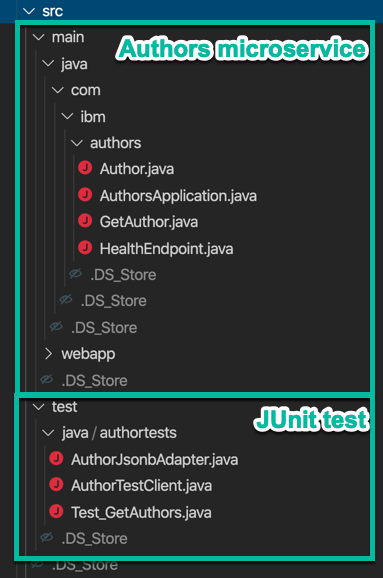 src
main
Authors microservice
java
com
ibm
authors
Author.java
AuthorsApplication.java
GetAuthor.java
HealthEndpoint.java
.DS_Store
.DS_Store
.DS_Store
webapp
.DS_Store
test
JUnit test
java / authortests
AuthorJsonbAdapter.java
AuthorTestClient.java
Test_GetAuthors.java
.DS_Store
.DS_Store